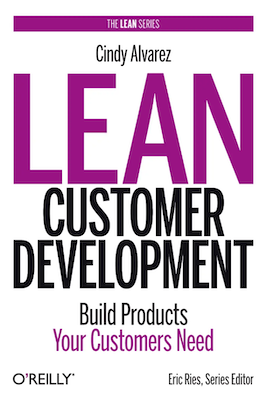 THE LEAN SERIES
Cindy Alvarez
LEAN
CUSTOMER
DEVELOPMENT
Build Products
Your Customers Need
O'REILLY®
Eric Ries, Series Editor